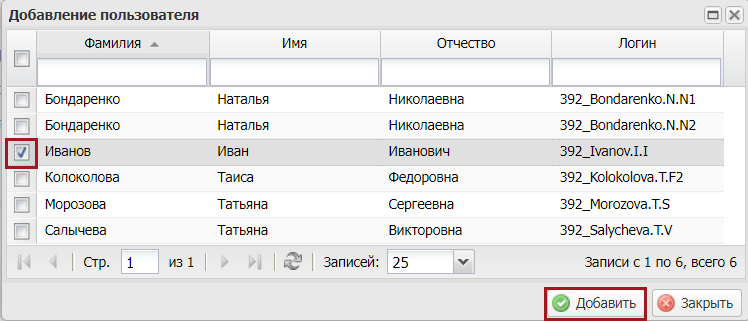 Добавление пользователя
Фамилия Имя Отчество Логин
Бондаренко Наталья Николаевна 392_Bondarenko.N.N1
Бондаренко Наталья Николаевна 392_Bondarenko.N.N2
Иванов Иван Иванович 392_Ivanov.I.I
Колоколова Таиса Федоровна 392_Kolokolova.T.F2
Морозова Татьяна Сергеевна 392_Morozova.T.S
Салычева Татьяна Викторовна 392_Salycheva.T.V
Стр. 1 из 1 Записей: 25 Записи с 1 по 6, всего 6
Добавить Закрыть